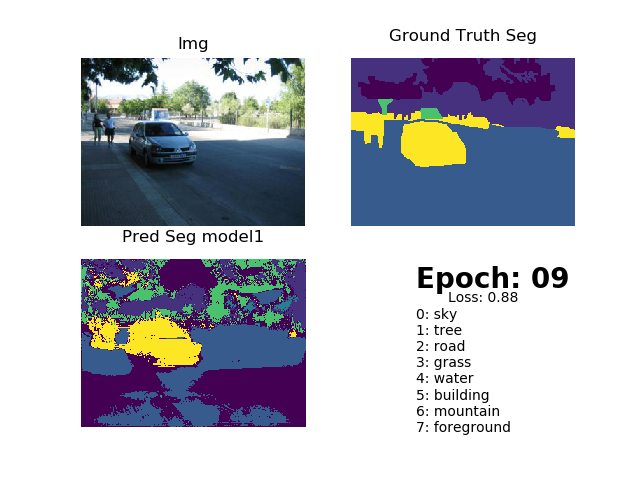 Img
Ground Truth Seg
Pred Seg model1
Epoch: 09
Loss: 0.88
0: sky
1: tree
2: road
3: grass
4: water
5: building
6: mountain
7: foreground